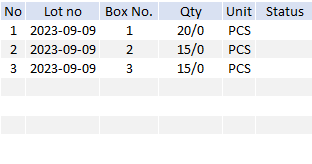 No Lot no Box No. Qty Unit Status
1 2023-09-09 1 20/0 PCS
2 2023-09-09 2 15/0 PCS
3 2023-09-09 3 15/0 PCS